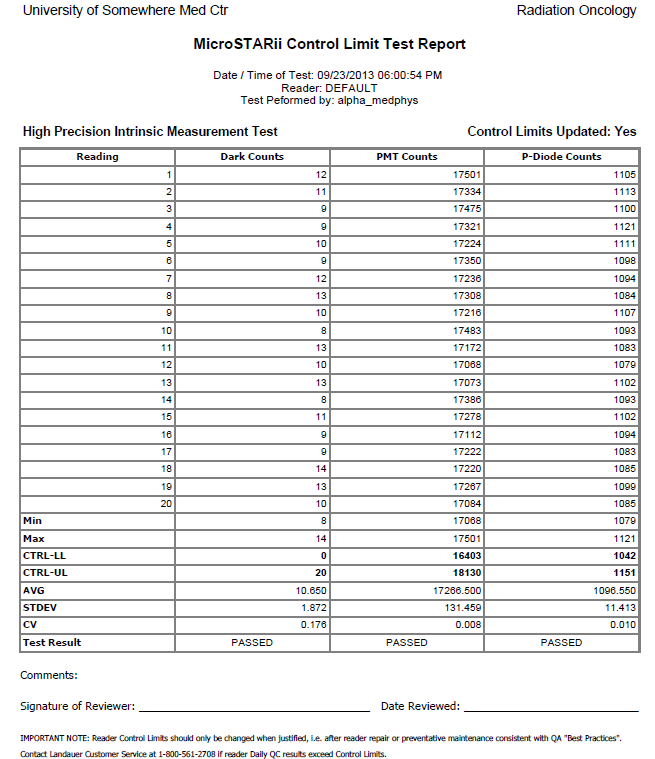 University of Somewhere Med Ctr Radiation Oncology
MicroSTARii Control Limit Test Report
Date / Time of Test: 09/23/2013 06:00:54 PM
Reader: DEFAULT
Test Peformed by: alpha_medphys
High Precision Intrinsic Measurement Test Control Limits Updated: Yes
Reading Dark Counts PMT Counts P-Diode Counts
1 12 17501 1105
2 11 17334 1113
3 9 17475 1100
4 9 17321 1121
5 10 17224 1111
6 9 17350 1098
7 12 17236 1094
8 13 17308 1084
9 10 17216 1107
10 8 17483 1093
11 13 17172 1083
12 10 17068 1079
13 13 17073 1102
14 8 17386 1093
15 11 17278 1102
16 9 17112 1094
17 9 17222 1083
18 14 17220 1085
19 13 17267 1099
20 10 17084 1085
Min 8 17068 1079
Max 14 17501 1121
CTRL-LL 0 16403 1042
CTRL-UL 20 18130 1151
AVG 10.650 17266.500 1096.550
STDEV 1.872 131.459 11.413
CV 0.176 0.008 0.010
Test Result PASSED PASSED PASSED
Comments:
Signature of Reviewer: Date Reviewed:
IMPORTANT NOTE: Reader Control Limits should only be changed when justified, i.e. after reader repair or preventative maintenance consistent with QA "Best Practices".
Contact Landauer Customer Service at 1-800-561-2708 if reader Daily QC results exceed Control Limits.